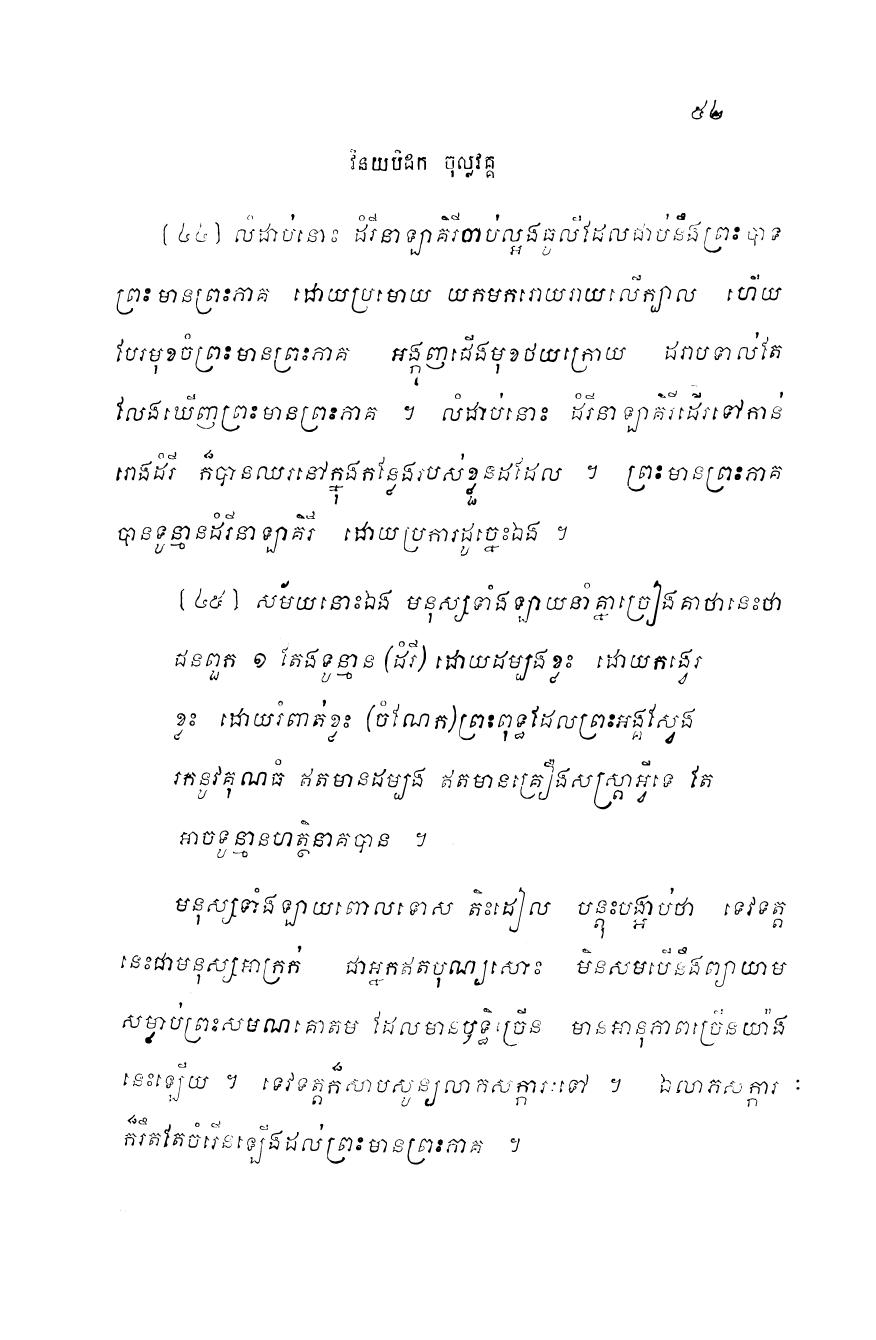 ៥៤
វិនយបិដក ចុល្លវគ្គ
(៤៤) លំដាប់នោះ ដំរីនាឡាគិរីចាប់ល្អងធូលីដែលជាប់នឹងព្រះបាទ
ព្រះមានព្រះភាគ ដោយប្រមោយ យកមករោយរាយលើក្បាល ហើយ
បែរមុខចំព្រះមានព្រះភាគ អង្គុញជើងមុខថយក្រោយ ដរាបទាល់តែ
លែងឃើញព្រះមានព្រះភាគ ។ លំដាប់នោះ ដំរីនាឡាគិរីដើរទៅកាន់
រោងដំរី ក៏បានឈរនៅក្នុងកន្លែងរបស់ខ្លួនដដែល ។ ព្រះមានព្រះភាគ
បានទូន្មានដំរីនាឡាគិរី ដោយប្រការដូច្នេះឯង ។
(៤៥) សម័យនោះឯង មនុស្សទាំងឡាយនាំគ្នាច្រៀងគាថានេះថា
ជនពួក ១ តែងទូន្មាន (ដំរី) ដោយដម្បងខ្លះ ដោយកង្វេរ
ខ្លះ ដោយរំពាត់ខ្លះ (ចំណែក)ព្រះពុទ្ធដែលព្រះអង្គស្វែង
រកនូវគុណធំ ឥតមានដម្បង ឥតមានគ្រឿងសស្ត្រាអ្វីទេ តែ
អាចទូន្មានហត្ថិនាគបាន ។
មនុស្សទាំងឡាយពោលទោស តិះដៀល បន្តុះបង្អាប់ថា ទេវទត្ត
នេះជាមនុស្សអាក្រក់ ជាអ្នកឥតបុណ្យសោះ មិនសមបើនឹងព្យាយាម
សម្លាប់ព្រះសមណគោតម ដែលមានឫទ្ធិច្រើន មានអានុភាពច្រើនយ៉ាង
នេះឡើយ ។ ទេវទត្តក៏សាបសូន្យលាភសក្ការៈទៅ ។ ឯលាភសក្ការៈ
ក៏រឹតតែចំរើនឡើងដល់ព្រះមានព្រះភាគ ។